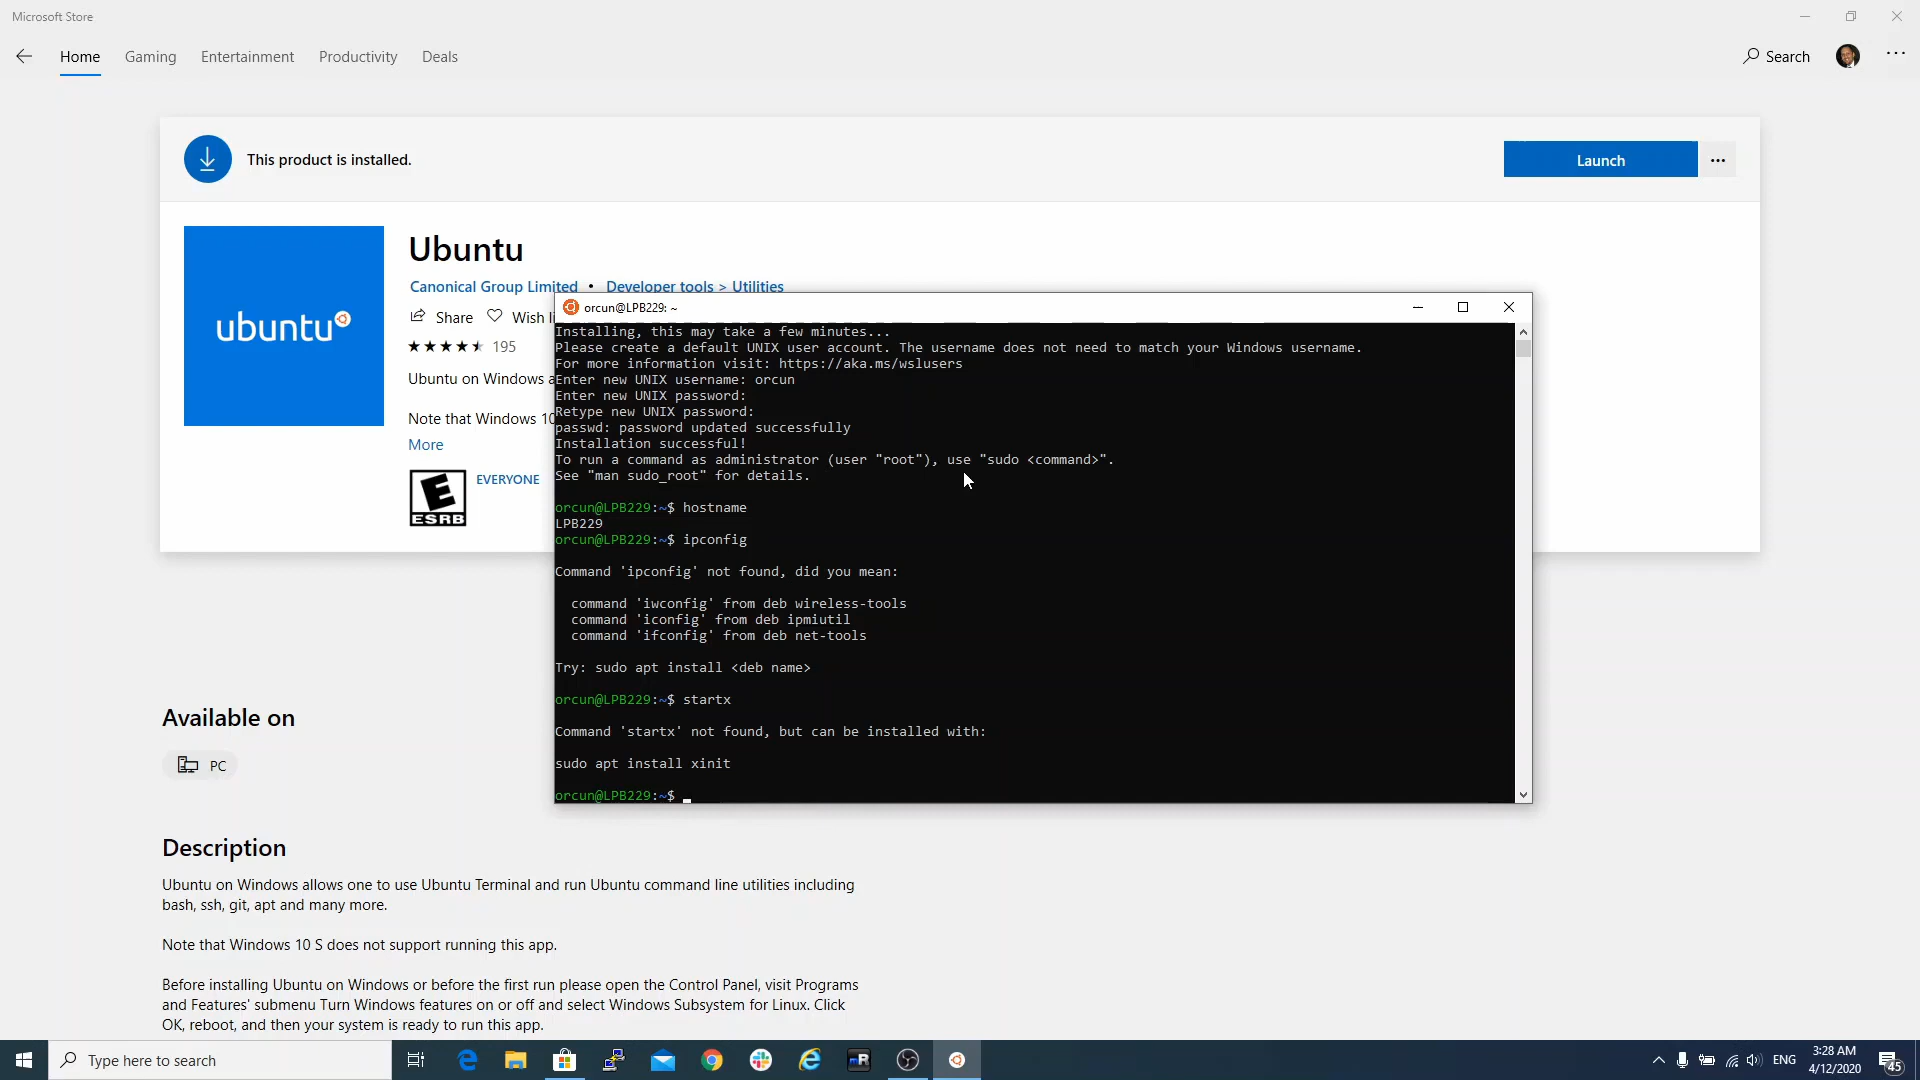 Microsoft Store
Home
Gaming
Entertainment
Productivity
Deals
Search
This product is installed.
Launch
ubuntu
Ubuntu
Canonical Group Limited • Developer tools > Utilities
Share
Wish li
195
Ubuntu on Windows a
Note that Windows 10
More
E
ESRB
EVERYONE
orcun@LPB229: ~
Installing, this may take a few minutes...
Please create a default UNIX user account. The username does not need to match your Windows username.
For more information visit: https://aka.ms/wslusers
Enter new UNIX username: orcun
Enter new UNIX password:
Retype new UNIX password:
passwd: password updated successfully
Installation successful!
To run a command as administrator (user "root"), use "sudo <command>".
See "man sudo_root" for details.
orcun@LPB229:~$ hostname
LPB229
orcun@LPB229:~$ ipconfig
Command 'ipconfig' not found, did you mean:
command 'iwconfig' from deb wireless-tools
command 'iconfig' from deb ipmiutil
command 'ifconfig' from deb net-tools
Try: sudo apt install <deb name>
orcun@LPB229:~$ startx
Command 'startx' not found, but can be installed with:
sudo apt install xinit
orcun@LPB229:~$
Available on
PC
Description
Ubuntu on Windows allows one to use Ubuntu Terminal and run Ubuntu command line utilities including
bash, ssh, git, apt and many more.
Note that Windows 10 S does not support running this app.
Before installing Ubuntu on Windows or before the first run please open the Control Panel, visit Programs
and Features' submenu Turn Windows features on or off and select Windows Subsystem for Linux. Click
OK, reboot, and then your system is ready to run this app.
Type here to search
ENG
3:28 AM
4/12/2020
45